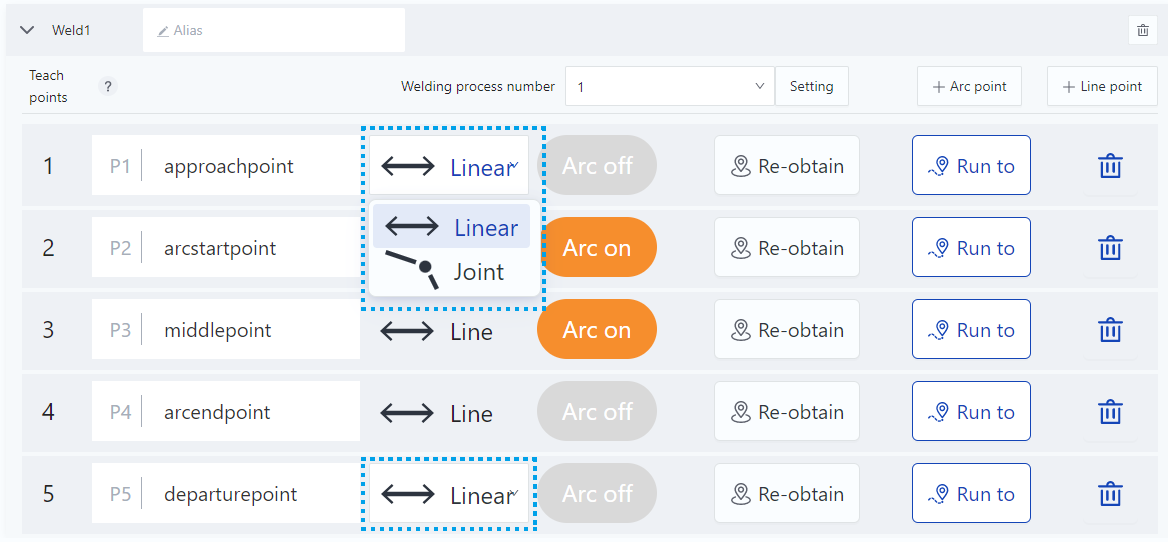 Weld1
Alias
Teach
points
?
Welding process number
1
Setting
+ Arc point
+ Line point
1 P1 approachpoint Linear Arc off Re-obtain Run to
Linear
Joint
2 P2 arcstartpoint Arc on Re-obtain Run to
3 P3 middlepoint Line Arc on Re-obtain Run to
4 P4 arcendpoint Line Arc off Re-obtain Run to
5 P5 departurepoint Linear Arc off Re-obtain Run to